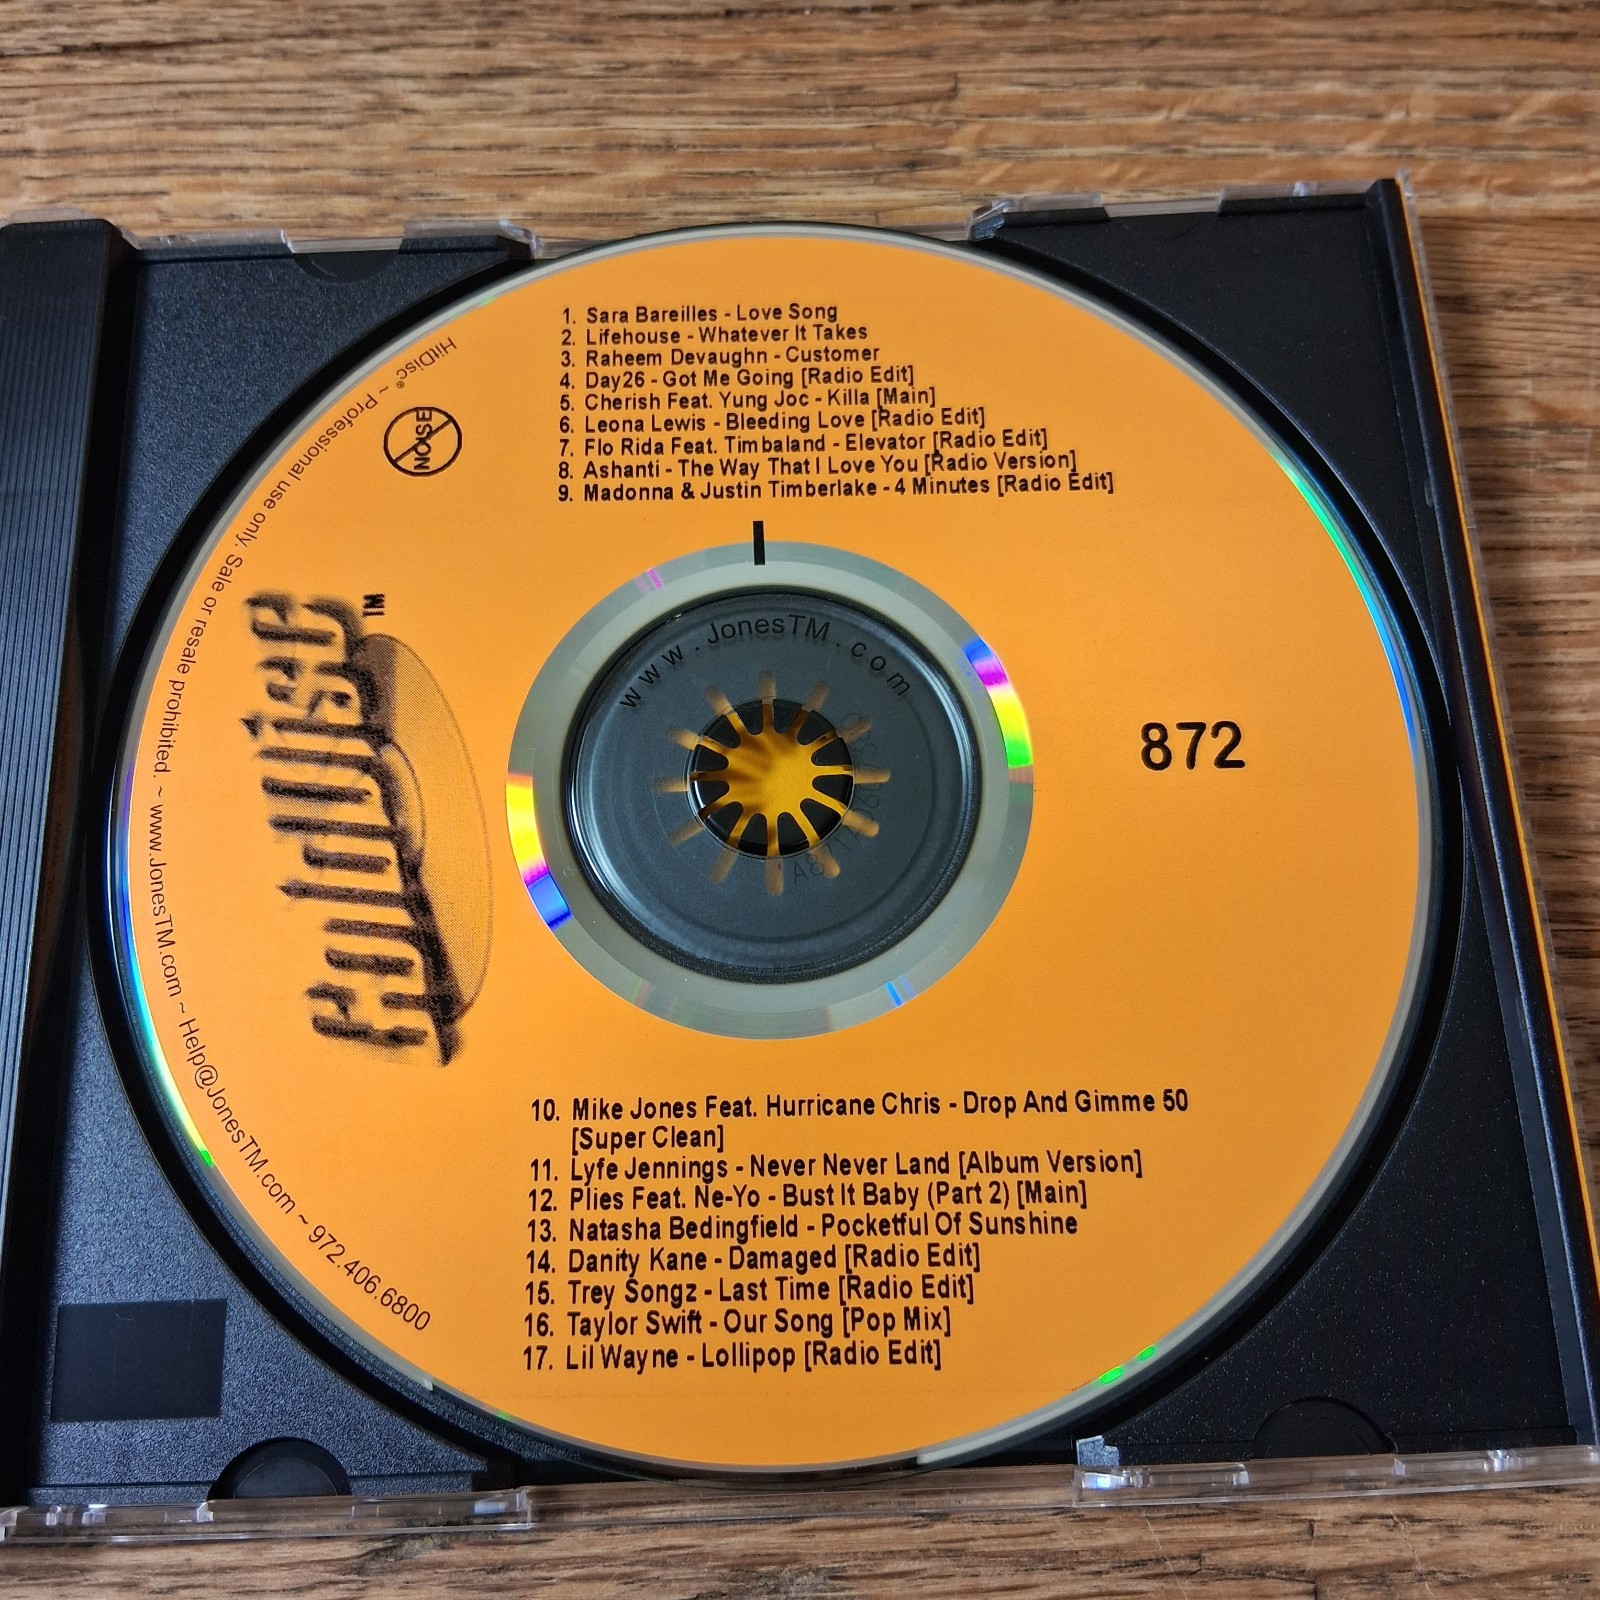 1. Sara Bareilles - Love Song
2. Lifehouse - Whatever It Takes
3. Raheem Devaughn - Customer
4. Day26 - Got Me Going [Radio Edit]
5. Cherish Feat. Yung Joc - Killa [Main]
6. Leona Lewis - Bleeding Love [Radio Edit]
7. Flo Rida Feat. Timbaland - Elevator [Radio Edit]
8. Ashanti - The Way That I Love You [Radio Version]
9. Madonna & Justin Timberlake - 4 Minutes [Radio Edit]
HitDisc® ~ Professional use only. Sale or resale prohibited. ~ www.JonesTM.com ~ Help@JonesTM.com ~ 972.406.6800
NOISE
TM
www.JonesTM.com
872
10. Mike Jones Feat. Hurricane Chris - Drop And Gimme 50
[Super Clean]
11. Lyfe Jennings - Never Never Land [Album Version]
12. Plies Feat. Ne-Yo - Bust It Baby (Part 2) [Main]
13. Natasha Bedingfield - Pocketful Of Sunshine
14. Danity Kane - Damaged [Radio Edit]
15. Trey Songz - Last Time [Radio Edit]
16. Taylor Swift - Our Song [Pop Mix]
17. Lil Wayne - Lollipop [Radio Edit]